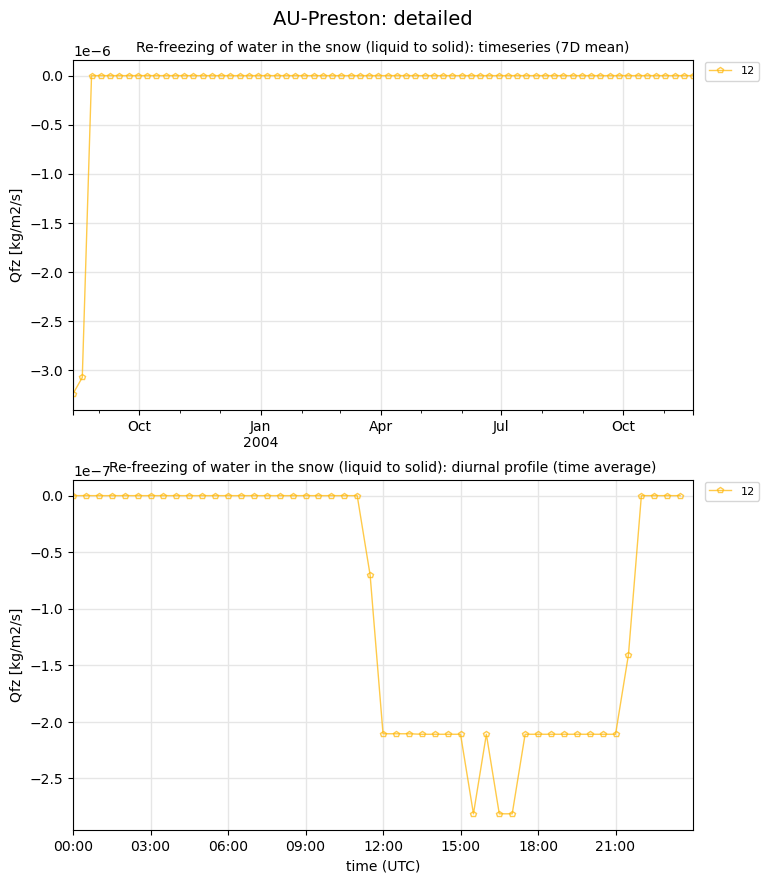 AU-Preston: detailed
1e−6
Re-freezing of water in the snow (liquid to solid): timeseries (7D mean)
12
0.0
−0.5
−1.0
−1.5
−2.0
−2.5
−3.0
Qfz [kg/m2/s]
Oct
Jan
2004
Apr
Jul
Oct
1e−7
Re-freezing of water in the snow (liquid to solid): diurnal profile (time average)
12
0.0
−0.5
−1.0
−1.5
−2.0
−2.5
Qfz [kg/m2/s]
00:00
03:00
06:00
09:00
12:00
15:00
18:00
21:00
time (UTC)